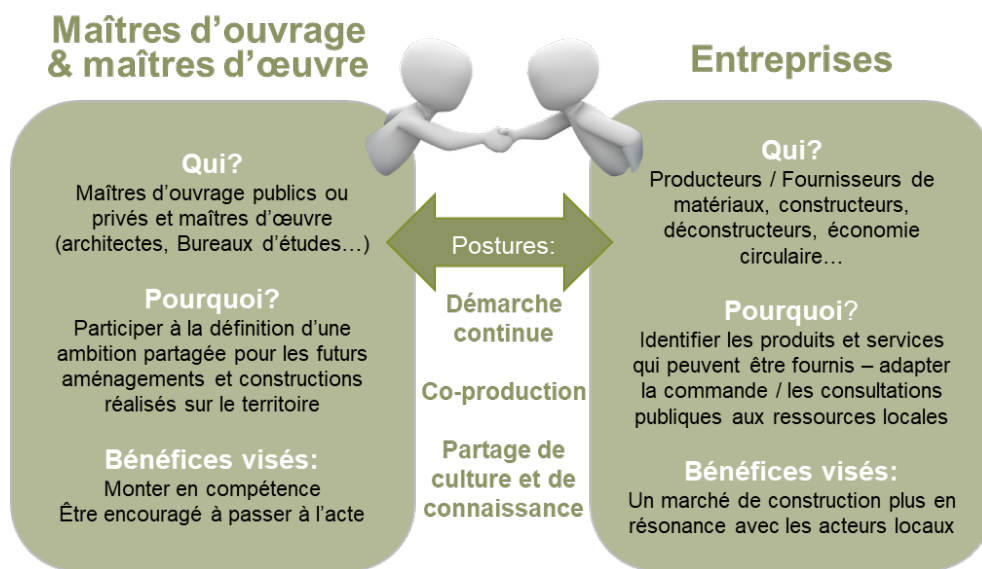 Maîtres d’ouvrage
& maîtres d’œuvre
Qui?
Maîtres d’ouvrage publics ou
privés et maîtres d’œuvre
(architectes, Bureaux d’études…)
Pourquoi?
Participer à la définition d’une
ambition partagée pour les futurs
aménagements et constructions
réalisés sur le territoire
Bénéfices visés:
Monter en compétence
Être encouragé à passer à l’acte
Postures:
Démarche
continue
Co-production
Partage de
culture et de
connaissance
Entreprises
Qui?
Producteurs / Fournisseurs de
matériaux, constructeurs,
déconstructeurs, économie
circulaire…
Pourquoi?
Identifier les produits et services
qui peuvent être fournis – adapter
la commande / les consultations
publiques aux ressources locales
Bénéfices visés:
Un marché de construction plus en
résonance avec les acteurs locaux